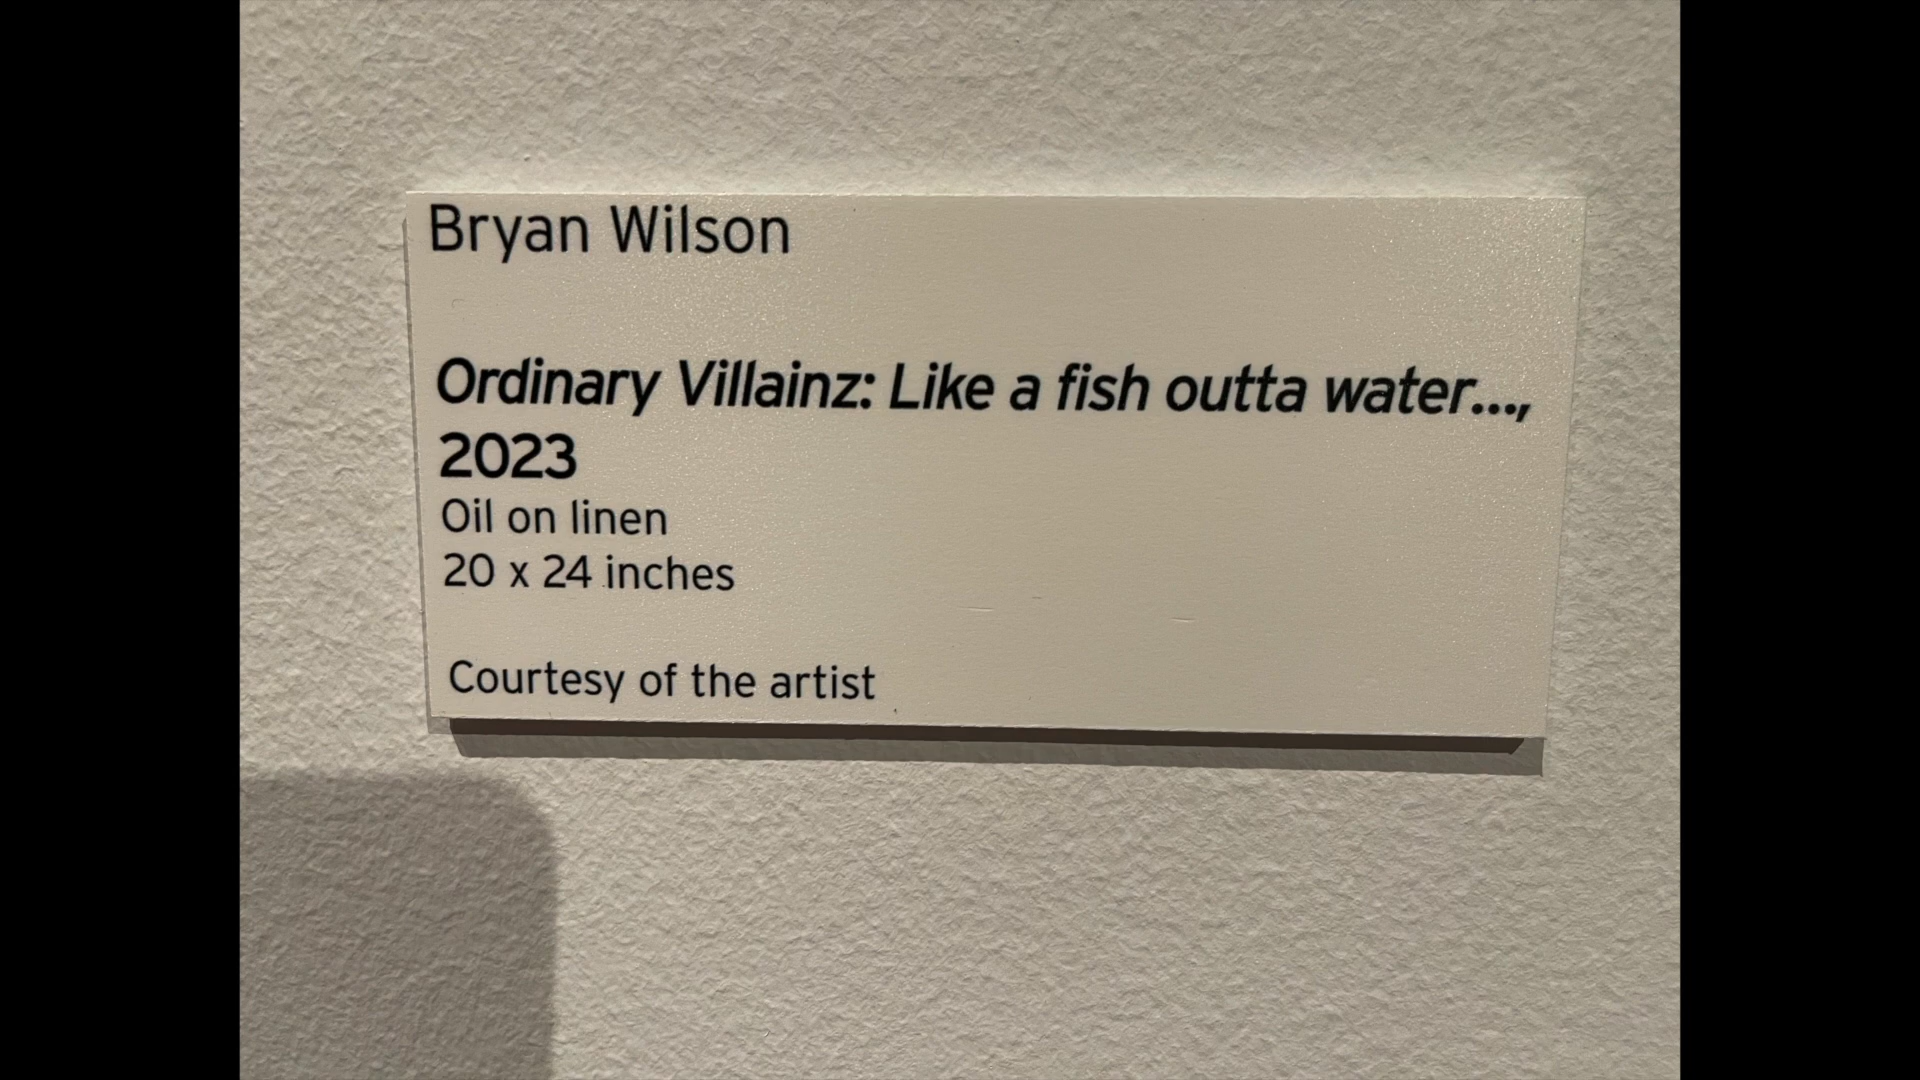 Bryan Wilson
Ordinary Villainz: Like a fish outta water...,
2023
Oil on linen
20 x 24 inches
Courtesy of the artist